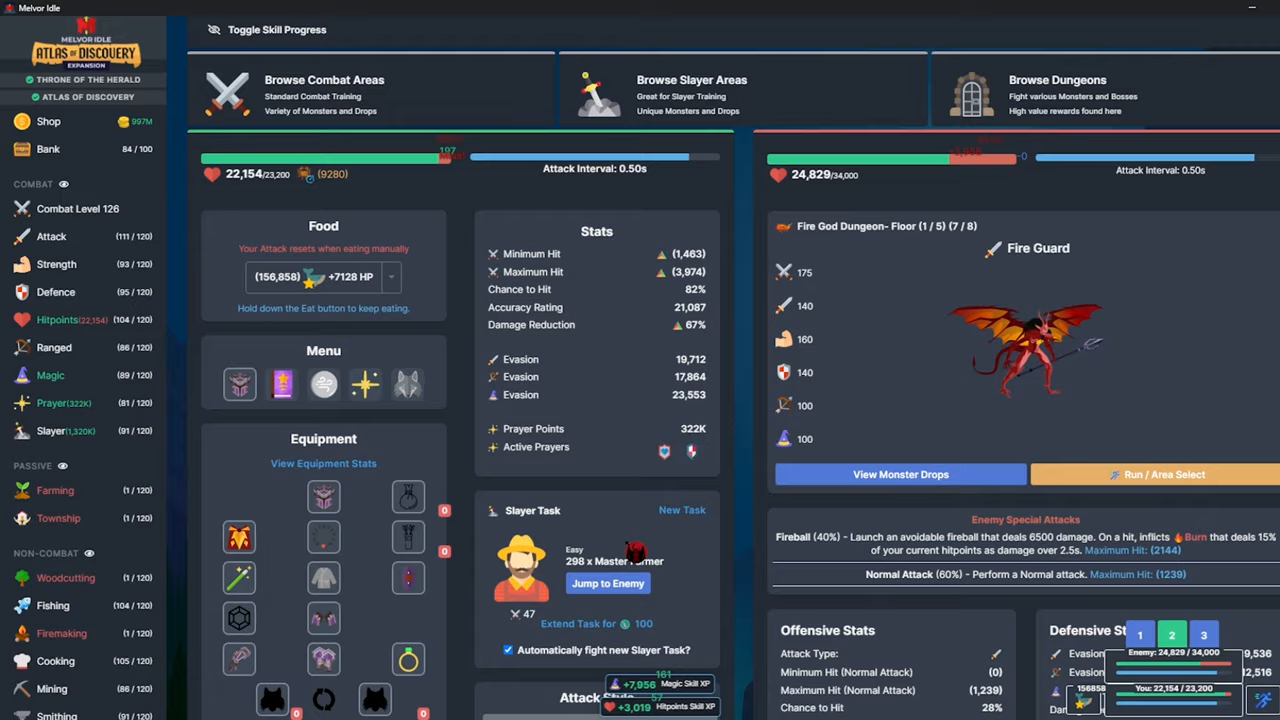 Melvor Idle
MELVOR IDLE
ATLAS OF DISCOVERY
EXPANSION
THRONE OF THE HERALD
ATLAS OF DISCOVERY
Shop 997M
Bank 84 / 100
COMBAT
Combat Level 126
Attack (111 / 120)
Strength (93 / 120)
Defence (95 / 120)
Hitpoints(22,154) (104 / 120)
Ranged (86 / 120)
Magic (89 / 120)
Prayer(322K) (81 / 120)
Slayer(1,320K) (91 / 120)
PASSIVE
Farming (1 / 120)
Township (1 / 120)
NON-COMBAT
Woodcutting (1 / 120)
Fishing (104 / 120)
Firemaking (1 / 120)
Cooking (105 / 120)
Mining (86 / 120)
Smithing (91 / 120)
Toggle Skill Progress
Browse Combat Areas
Standard Combat Training
Variety of Monsters and Drops
Browse Slayer Areas
Great for Slayer Training
Unique Monsters and Drops
Browse Dungeons
Fight various Monsters and Bosses
High value rewards found here
197
22,154/23,200 (9280)
Attack Interval: 0.50s
Food
Your Attack resets when eating manually
(156,858) +7128 HP
Hold down the Eat button to keep eating.
Menu
Equipment
View Equipment Stats
0
0
0
0
Stats
Minimum Hit (1,463)
Maximum Hit (3,974)
Chance to Hit 82%
Accuracy Rating 21,087
Damage Reduction 67%
Evasion 19,712
Evasion 17,864
Evasion 23,553
Prayer Points 322K
Active Prayers
Slayer Task New Task
Easy
298 x Master Farmer
Jump to Enemy
47
Extend Task for 100
Automatically fight new Slayer Task?
161
+7,956 Magic Skill XP
57
+3,019 Hitpoints Skill XP
-0
24,829/34,000
Attack Interval: 0.50s
Fire God Dungeon- Floor (1 / 5) (7 / 8)
Fire Guard
175
140
160
140
100
100
View Monster Drops
Run / Area Select
Enemy Special Attacks
Fireball (40%) - Launch an avoidable fireball that deals 6500 damage. On a hit, inflicts Burn that deals 15%
of your current hitpoints as damage over 2.5s. Maximum Hit: (2144)
Normal Attack (60%) - Perform a Normal attack. Maximum Hit: (1239)
Offensive Stats
Attack Type:
Minimum Hit (Normal Attack) (0)
Maximum Hit (Normal Attack) (1,239)
Chance to Hit 28%
Defensive St
Evasion 9,536
Evasion 12,516
1 2 3
Enemy: 24,829 / 34,000
You: 22,154 / 23,200
156858